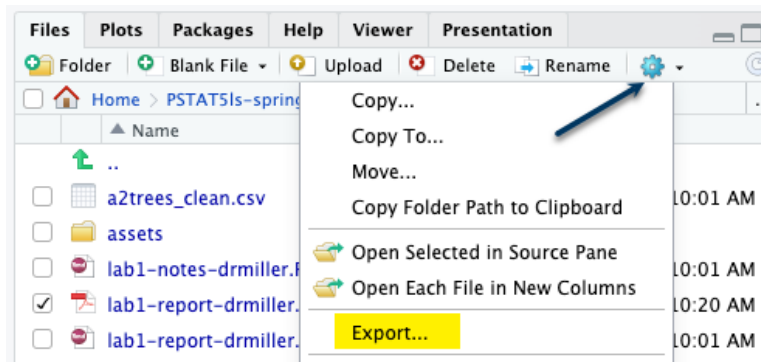 Files Plots Packages Help Viewer Presentation
Folder Blank File Upload Delete Rename
Home > PSTAT5ls-spring
Name
Copy...
Copy To...
Move...
Copy Folder Path to Clipboard
Open Selected in Source Pane
Open Each File in New Columns
Export...
..
a2trees_clean.csv 10:01 AM
assets
lab1-notes-drmiller.R 10:01 AM
lab1-report-drmiller. 10:20 AM
lab1-report-drmiller. 10:01 AM